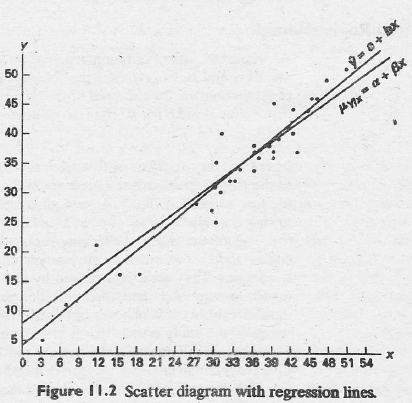 y
ŷ = a + bx
μY|x = α + βx
50
45
40
35
30
25
20
15
10
5
0 3 6 9 12 15 18 21 24 27 30 33 36 39 42 45 48 51 54 x
Figure 11.2 Scatter diagram with regression lines.